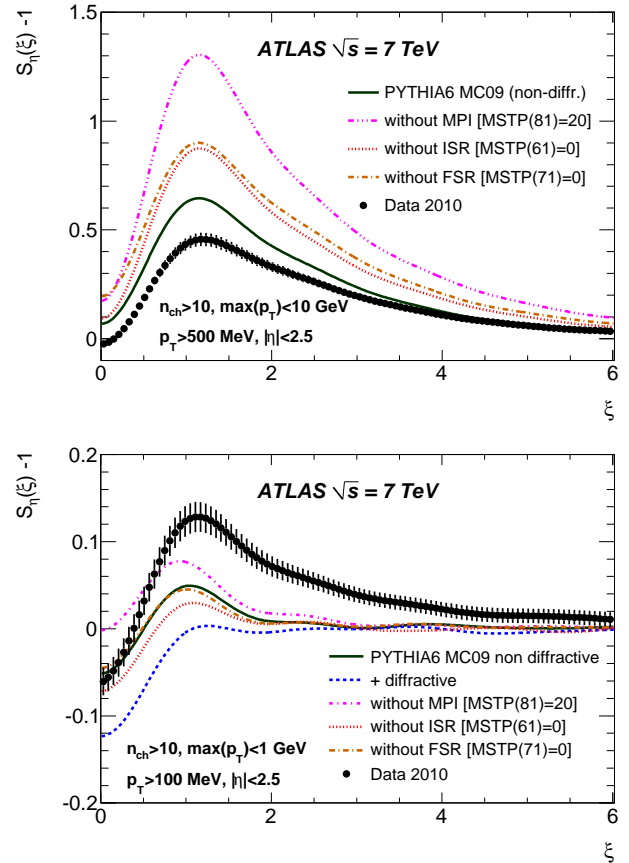 S_η(ξ) -1
1.5
ATLAS √s = 7 TeV
PYTHIA6 MC09 (non-diffr.)
without MPI [MSTP(81)=20]
1
without ISR [MSTP(61)=0]
without FSR [MSTP(71)=0]
Data 2010
0.5
n_ch>10, max(p_T)<10 GeV
p_T>500 MeV, |η|<2.5
0
0 2 4 6
ξ
S_η(ξ) -1
0.2
ATLAS √s = 7 TeV
0.1
0
PYTHIA6 MC09 non diffractive
+ diffractive
without MPI [MSTP(81)=20]
-0.1
without ISR [MSTP(61)=0]
n_ch>10, max(p_T)<1 GeV
without FSR [MSTP(71)=0]
p_T>100 MeV, |η|<2.5
Data 2010
-0.2
0 2 4 6
ξ